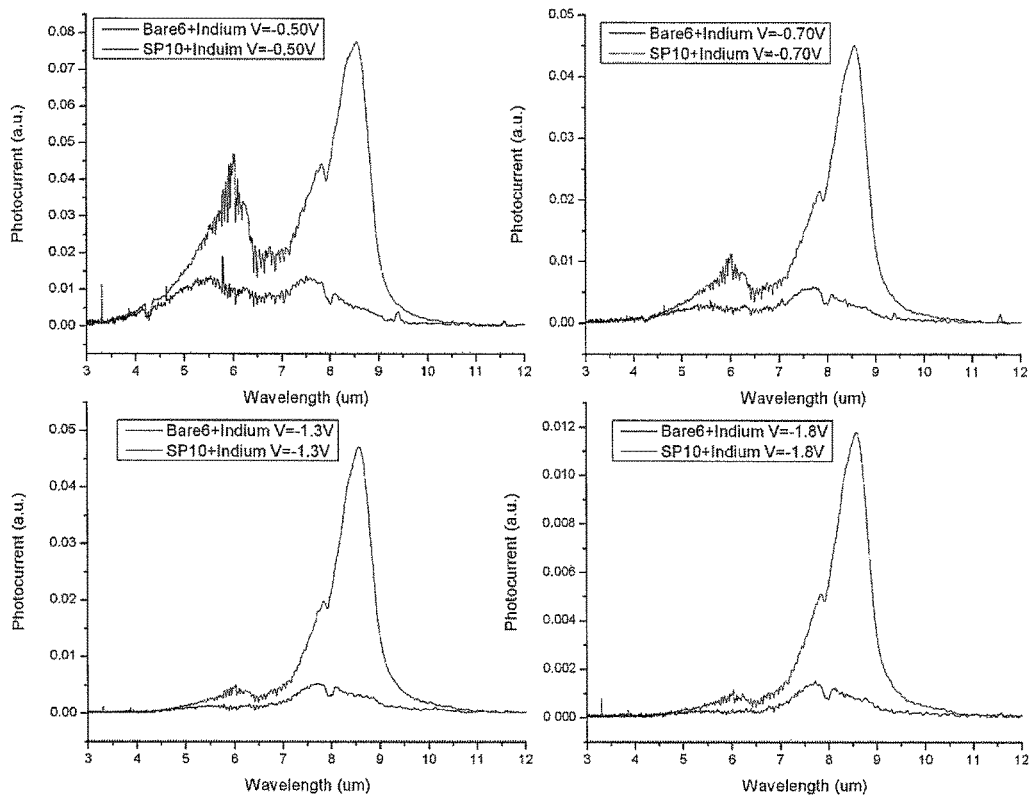 Bare6+Indium V=-0.50V
SP10+Induim V=-0.50V
0.08
0.07
0.06
0.05
0.04
0.03
0.02
0.01
0.00
Photocurrent (a.u.)
3 4 5 6 7 8 9 10 11 12
Wavelength (um)
Bare6+Indium V=-0.70V
SP10+Indium V=-0.70V
0.05
0.04
0.03
0.02
0.01
0.00
Photocurrent (a.u.)
3 4 5 6 7 8 9 10 11 12
Wavelength (um)
Bare6+Indium V=-1.3V
SP10+Indium V=-1.3V
0.05
0.04
0.03
0.02
0.01
0.00
Photocurrent (a.u.)
3 4 5 6 7 8 9 10 11 12
Wavelength (um)
Bare6+Indium V=-1.8V
SP10+Indium V=-1.8V
0.012
0.010
0.008
0.006
0.004
0.002
0.000
Photocurrent (a.u.)
3 4 5 6 7 8 9 10 11 12
Wavelength (um)